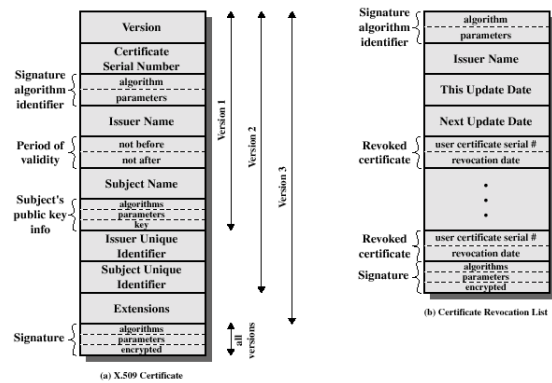 Version
Certificate
Serial Number
Signature
algorithm
identifier
algorithm
parameters
Issuer Name
Period of
validity
not before
not after
Subject Name
Subject's
public key
info
algorithms
parameters
key
Issuer Unique
Identifier
Subject Unique
Identifier
Extensions
Signature
algorithms
parameters
encrypted
Version 1
Version 2
Version 3
all
versions
(a) X.509 Certificate
Signature
algorithm
identifier
algorithm
parameters
Issuer Name
This Update Date
Next Update Date
Revoked
certificate
user certificate serial #
revocation date
Revoked
certificate
user certificate serial #
revocation date
Signature
algorithms
parameters
encrypted
(b) Certificate Revocation List